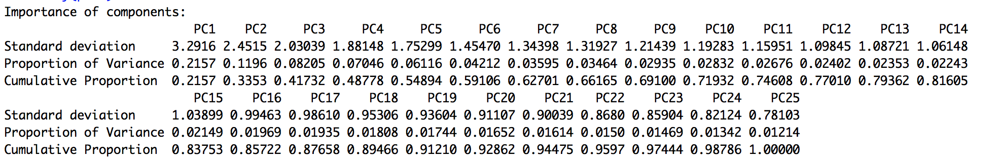 Importance of components:
PC1 PC2 PC3 PC4 PC5 PC6 PC7 PC8 PC9 PC10 PC11 PC12 PC13 PC14
Standard deviation 3.2916 2.4515 2.03039 1.88148 1.75299 1.45470 1.34398 1.31927 1.21439 1.19283 1.15951 1.09845 1.08721 1.06148
Proportion of Variance 0.2157 0.1196 0.08205 0.07046 0.06116 0.04212 0.03595 0.03464 0.02935 0.02832 0.02676 0.02402 0.02353 0.02243
Cumulative Proportion 0.2157 0.3353 0.41732 0.48778 0.54894 0.59106 0.62701 0.66165 0.69100 0.71932 0.74608 0.77010 0.79362 0.81605
PC15 PC16 PC17 PC18 PC19 PC20 PC21 PC22 PC23 PC24 PC25
Standard deviation 1.03899 0.99463 0.98610 0.95306 0.93604 0.91107 0.90039 0.8680 0.85904 0.82124 0.78103
Proportion of Variance 0.02149 0.01969 0.01935 0.01808 0.01744 0.01652 0.01614 0.0150 0.01469 0.01342 0.01214
Cumulative Proportion 0.83753 0.85722 0.87658 0.89466 0.91210 0.92862 0.94475 0.9597 0.97444 0.98786 1.00000